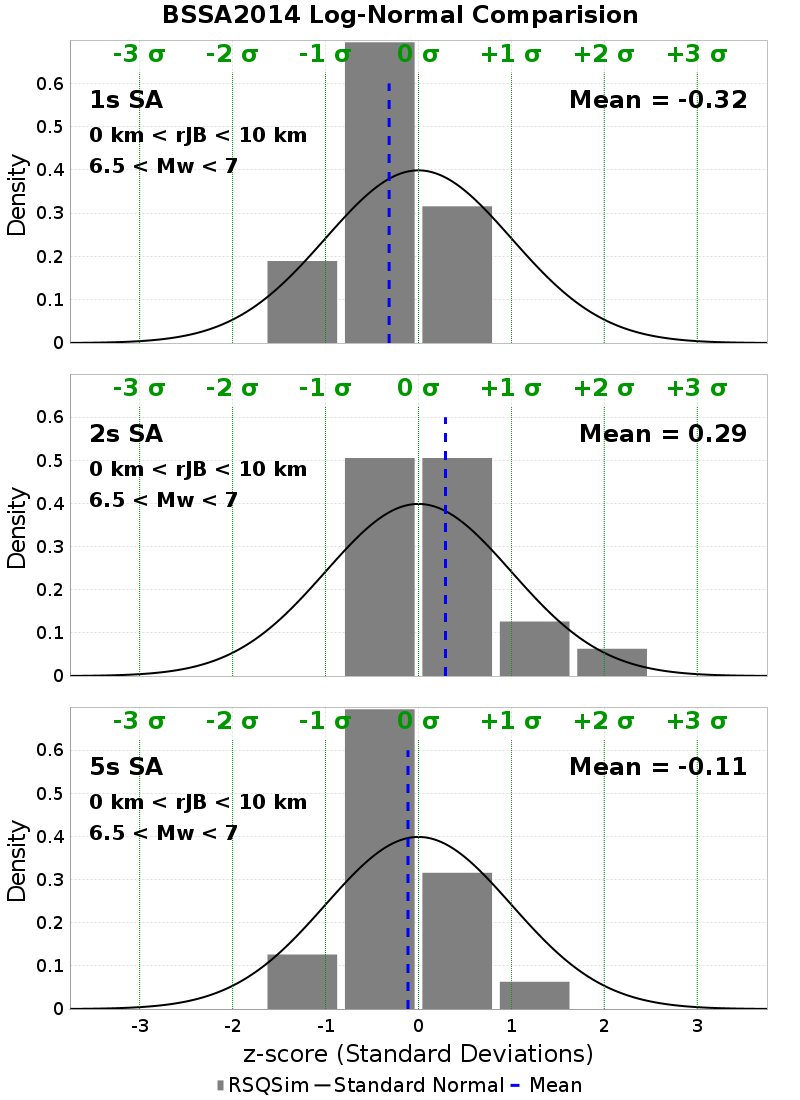 BSSA2014 Log-Normal Comparision
-3 σ -2 σ -1 σ 0 σ +1 σ +2 σ +3 σ
1s SA Mean = -0.32
0 km < rJB < 10 km
6.5 < Mw < 7
Density
0.6
0.5
0.4
0.3
0.2
0.1
0
-3 σ -2 σ -1 σ 0 σ +1 σ +2 σ +3 σ
2s SA Mean = 0.29
0 km < rJB < 10 km
6.5 < Mw < 7
Density
0.6
0.5
0.4
0.3
0.2
0.1
0
-3 σ -2 σ -1 σ 0 σ +1 σ +2 σ +3 σ
5s SA Mean = -0.11
0 km < rJB < 10 km
6.5 < Mw < 7
Density
0.6
0.5
0.4
0.3
0.2
0.1
0
-3 -2 -1 0 1 2 3
z-score (Standard Deviations)
RSQSim Standard Normal Mean